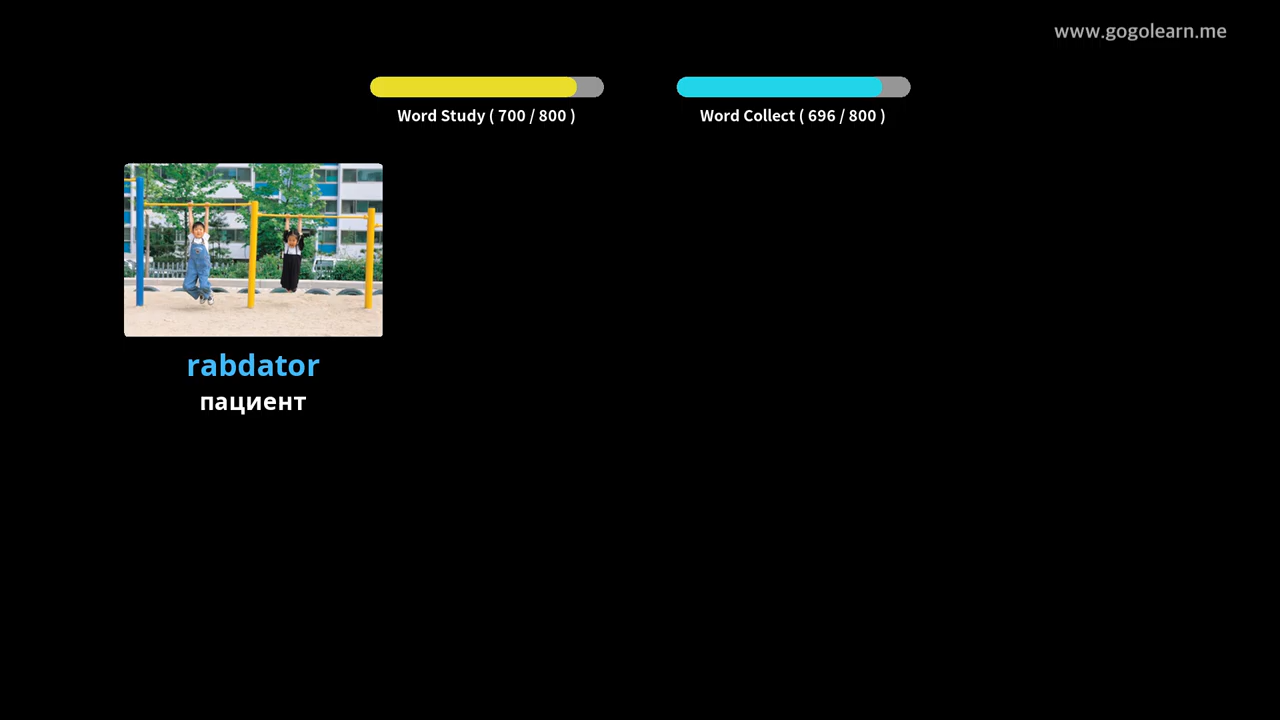 www.gogolearn.me
Word Study ( 700 / 800 )
Word Collect ( 696 / 800 )
rabdator
пациент